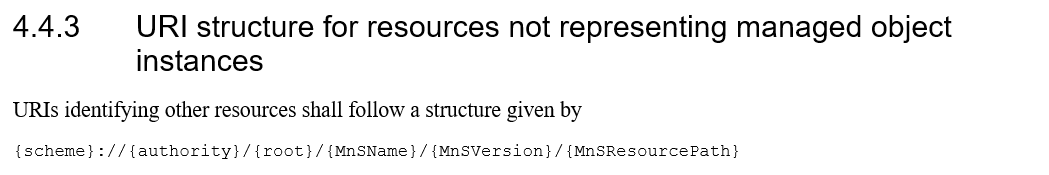 4.4.3 URI structure for resources not representing managed object
instances
URIs identifying other resources shall follow a structure given by
{scheme}://{authority}/{root}/{MnSName}/{MnSVersion}/{MnSResourcePath}